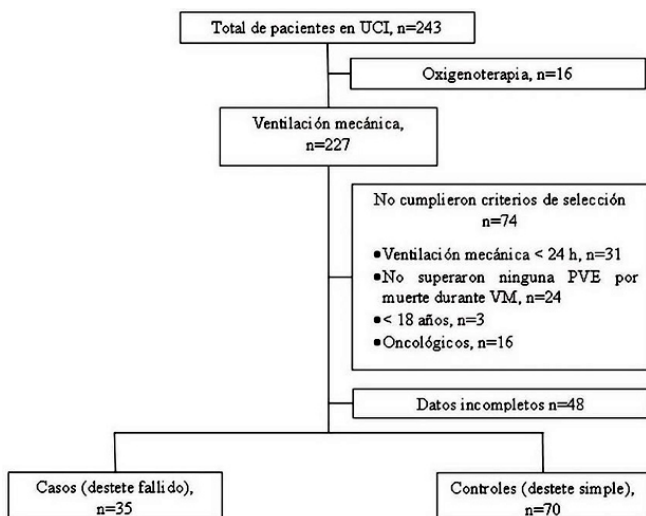 Total de pacientes en UCI, n=243
Oxigenoterapia, n=16
Ventilación mecánica,
n=227
No cumplieron criterios de selección
n=74
•Ventilación mecánica < 24 h, n=31
•No superaron ninguna PVE por
muerte durante VM, n=24
•< 18 años, n=3
•Oncológicos, n=16
Datos incompletos n=48
Casos (destete fallido),
n=35
Controles (destete simple),
n=70